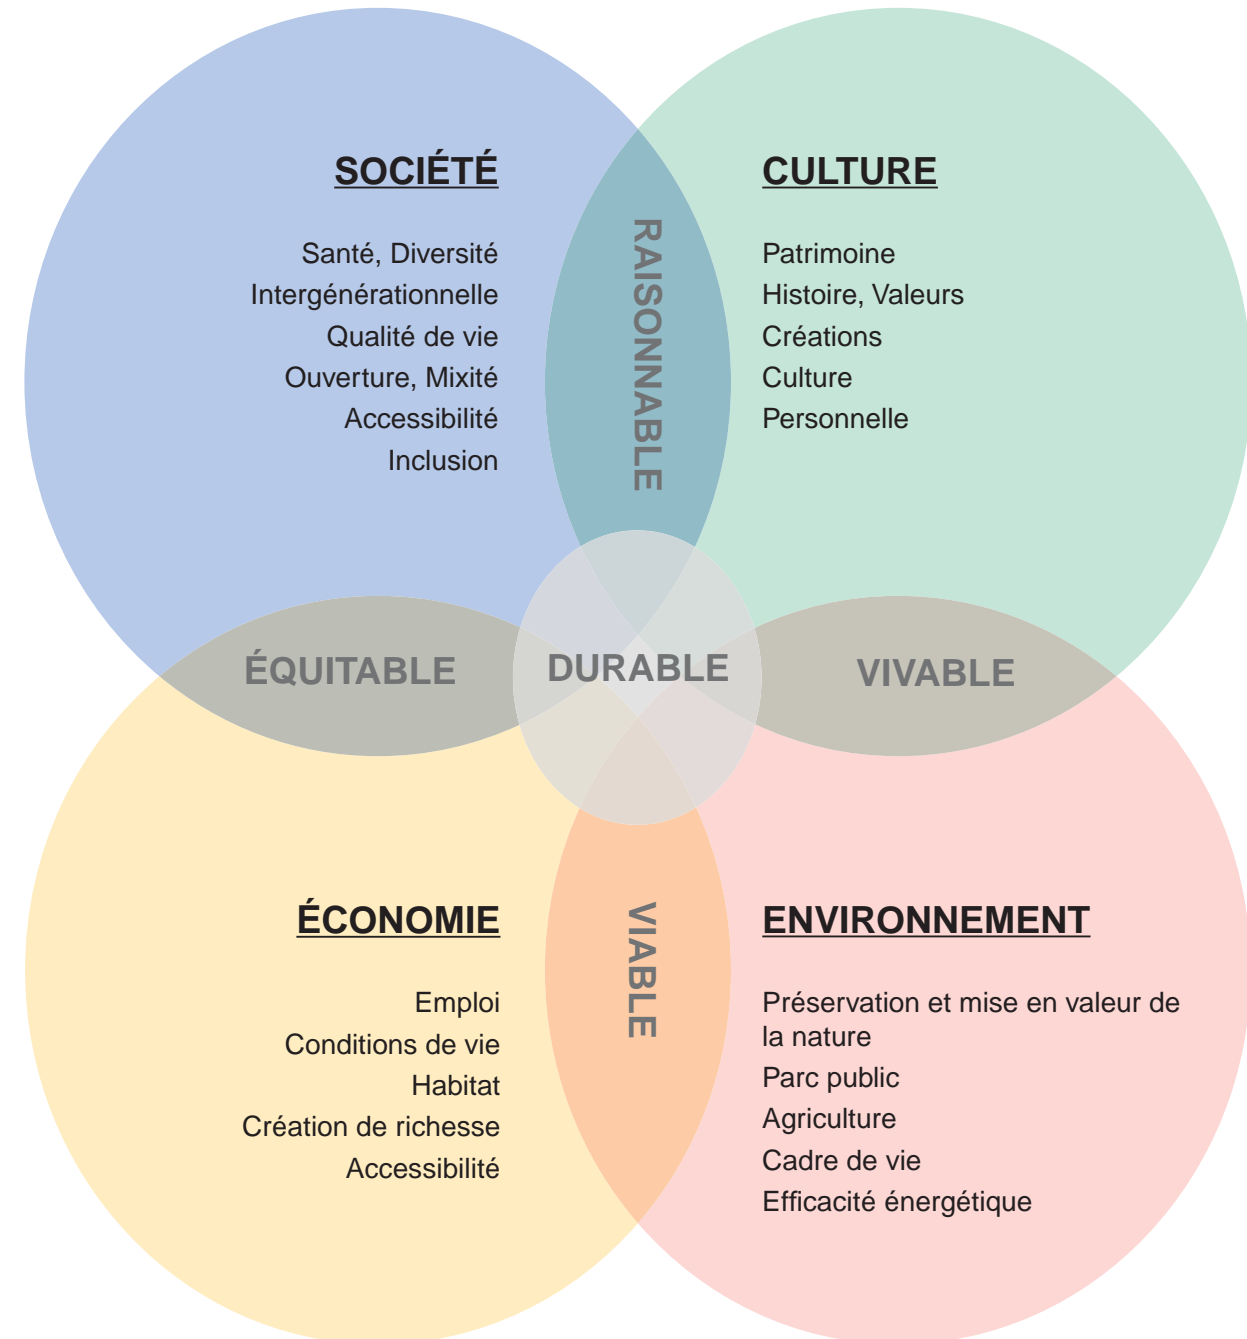 SOCIÉTÉ
Santé, Diversité
Intergénérationnelle
Qualité de vie
Ouverture, Mixité
Accessibilité
Inclusion
RAISONNABLE
CULTURE
Patrimoine
Histoire, Valeurs
Créations
Culture
Personnelle
ÉQUITABLE
DURABLE
VIVABLE
ÉCONOMIE
Emploi
Conditions de vie
Habitat
Création de richesse
Accessibilité
VIABLE
ENVIRONNEMENT
Préservation et mise en valeur de
la nature
Parc public
Agriculture
Cadre de vie
Efficacité énergétique